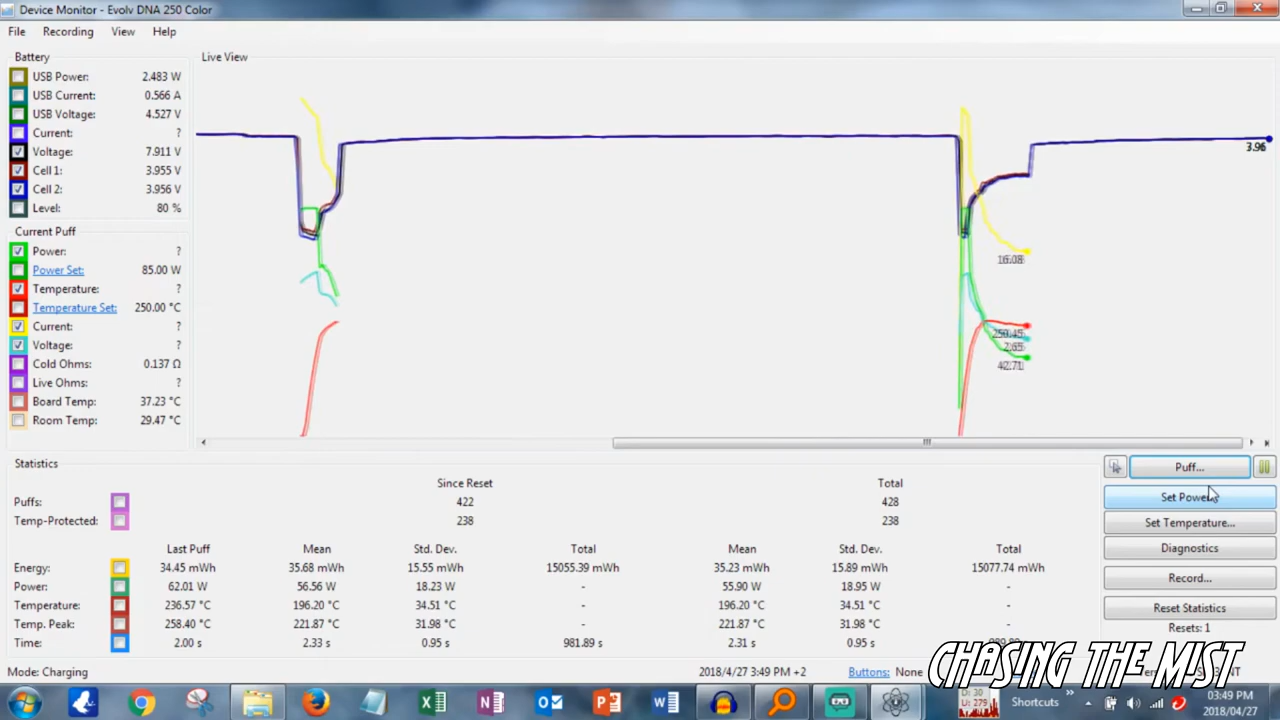 Device Monitor - Evolv DNA 250 Color
File Recording View Help
Battery
USB Power: 2.483 W
USB Current: 0.566 A
USB Voltage: 4.527 V
Current: ?
Voltage: 7.911 V
Cell 1: 3.955 V
Cell 2: 3.956 V
Level: 80 %
Current Puff
Power: ?
Power Set: 85.00 W
Temperature: ?
Temperature Set: 250.00 °C
Current: ?
Voltage: ?
Cold Ohms: 0.137 Ω
Live Ohms: ?
Board Temp: 37.23 °C
Room Temp: 29.47 °C
Live View
3.96
16.08
250.45
2.65
42.71
Statistics
Since Reset Total
Puffs: 422 428
Temp-Protected: 238 238
Last Puff Mean Std. Dev. Total Mean Std. Dev. Total
Energy: 34.45 mWh 35.68 mWh 15.55 mWh 15055.39 mWh 35.23 mWh 15.89 mWh 15077.74 mWh
Power: 62.01 W 56.56 W 18.23 W - 55.90 W 18.95 W -
Temperature: 236.57 °C 196.20 °C 34.51 °C - 196.20 °C 34.51 °C -
Temp. Peak: 258.40 °C 221.87 °C 31.98 °C - 221.87 °C 31.98 °C -
Time: 2.00 s 2.33 s 0.95 s 981.89 s 2.31 s 0.95 s
Puff...
Set Power
Set Temperature...
Diagnostics
Record...
Reset Statistics
Resets: 1
Mode: Charging 2018/4/27 3:49 PM +2 Buttons: None
CHASING THE MIST
D: 30
U: 279
Shortcuts
03:49 PM
2018/04/27